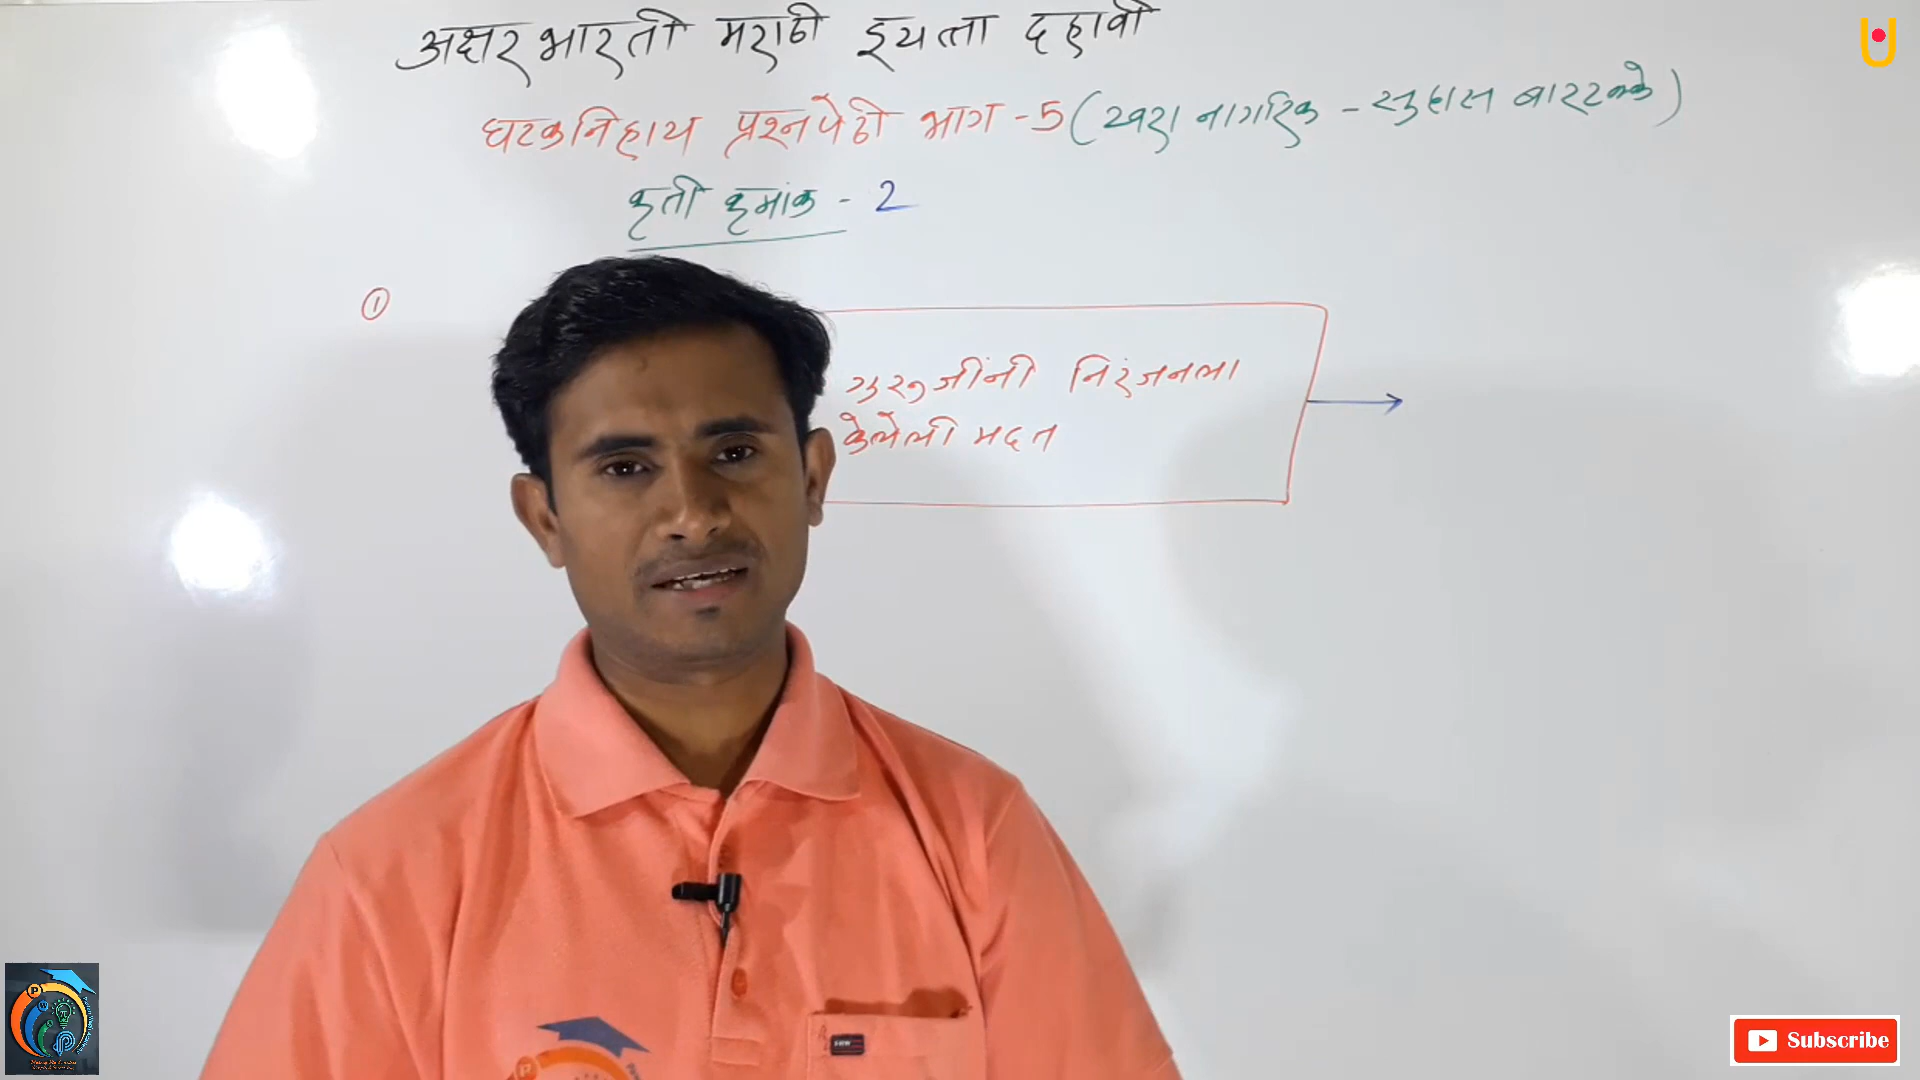 अक्षरभारती मराठी इयत्ता दहावी
घटकनिहाय प्रश्नपेढी भाग - 5 (खरा नागरिक - सुहास बारटक्के)
कृती क्रमांक - 2
①
गुरुजींनी निरंजनला
केलेली मदत
Subscribe